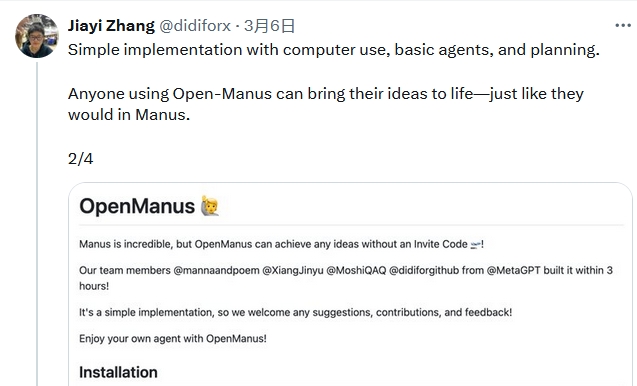 Jiayi Zhang @didiforx · 3月6日
Simple implementation with computer use, basic agents, and planning.
Anyone using Open-Manus can bring their ideas to life—just like they
would in Manus.
2/4
OpenManus 🙋
Manus is incredible, but OpenManus can achieve any ideas without an Invite Code 🛫!
Our team members @mannaandpoem @XiangJinyu @MoshiQAQ @didiforgithub from @MetaGPT built it within 3
hours!
It's a simple implementation, so we welcome any suggestions, contributions, and feedback!
Enjoy your own agent with OpenManus!
Installation